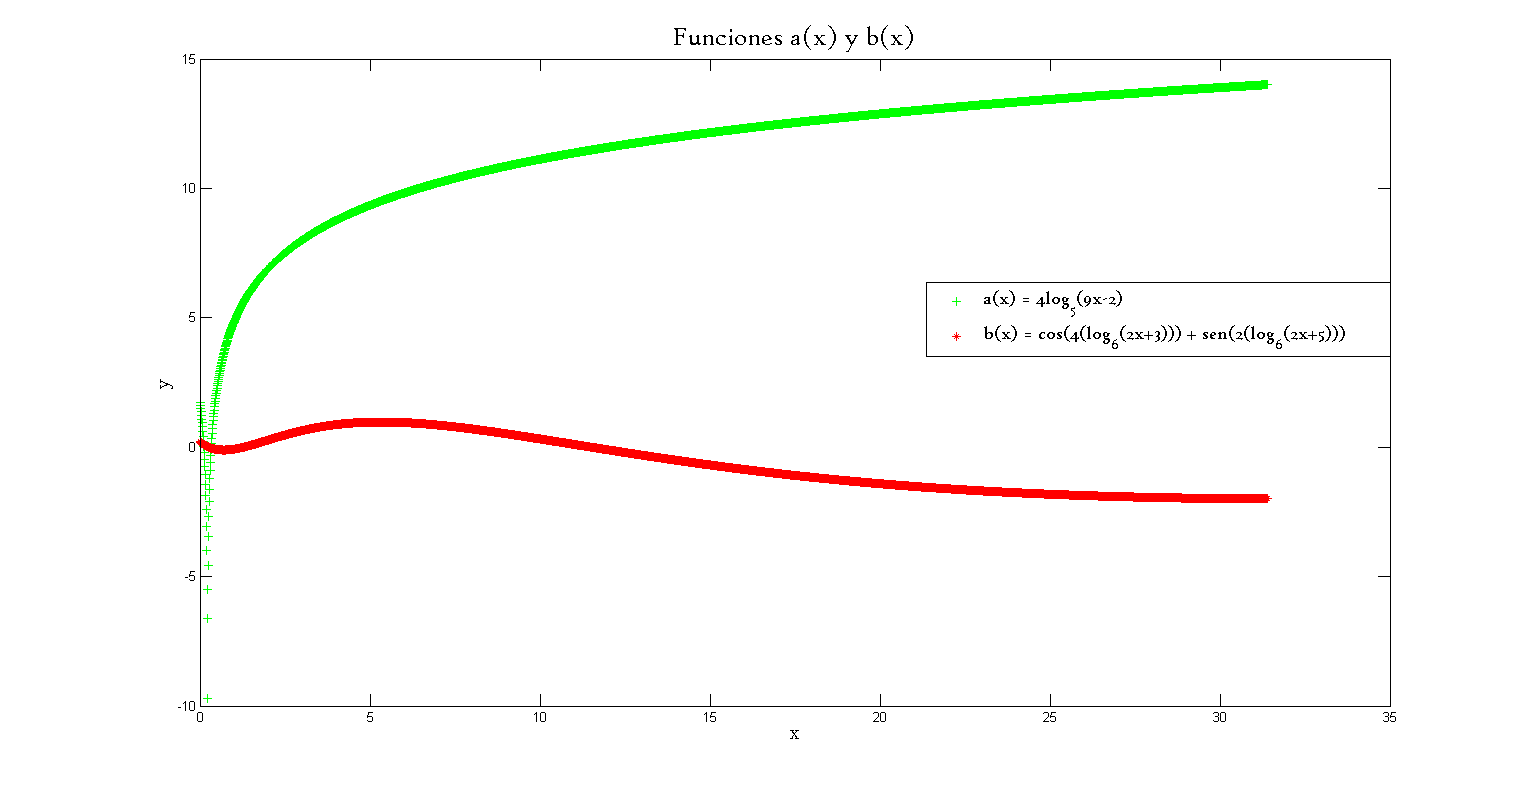 Funciones a(x) y b(x)
15
10
5
0
-5
-10
y
a(x) = 4log5(9x-2)
b(x) = cos(4(log6(2x+3))) + sen(2(log6(2x+5)))
0 5 10 15 20 25 30 35
x